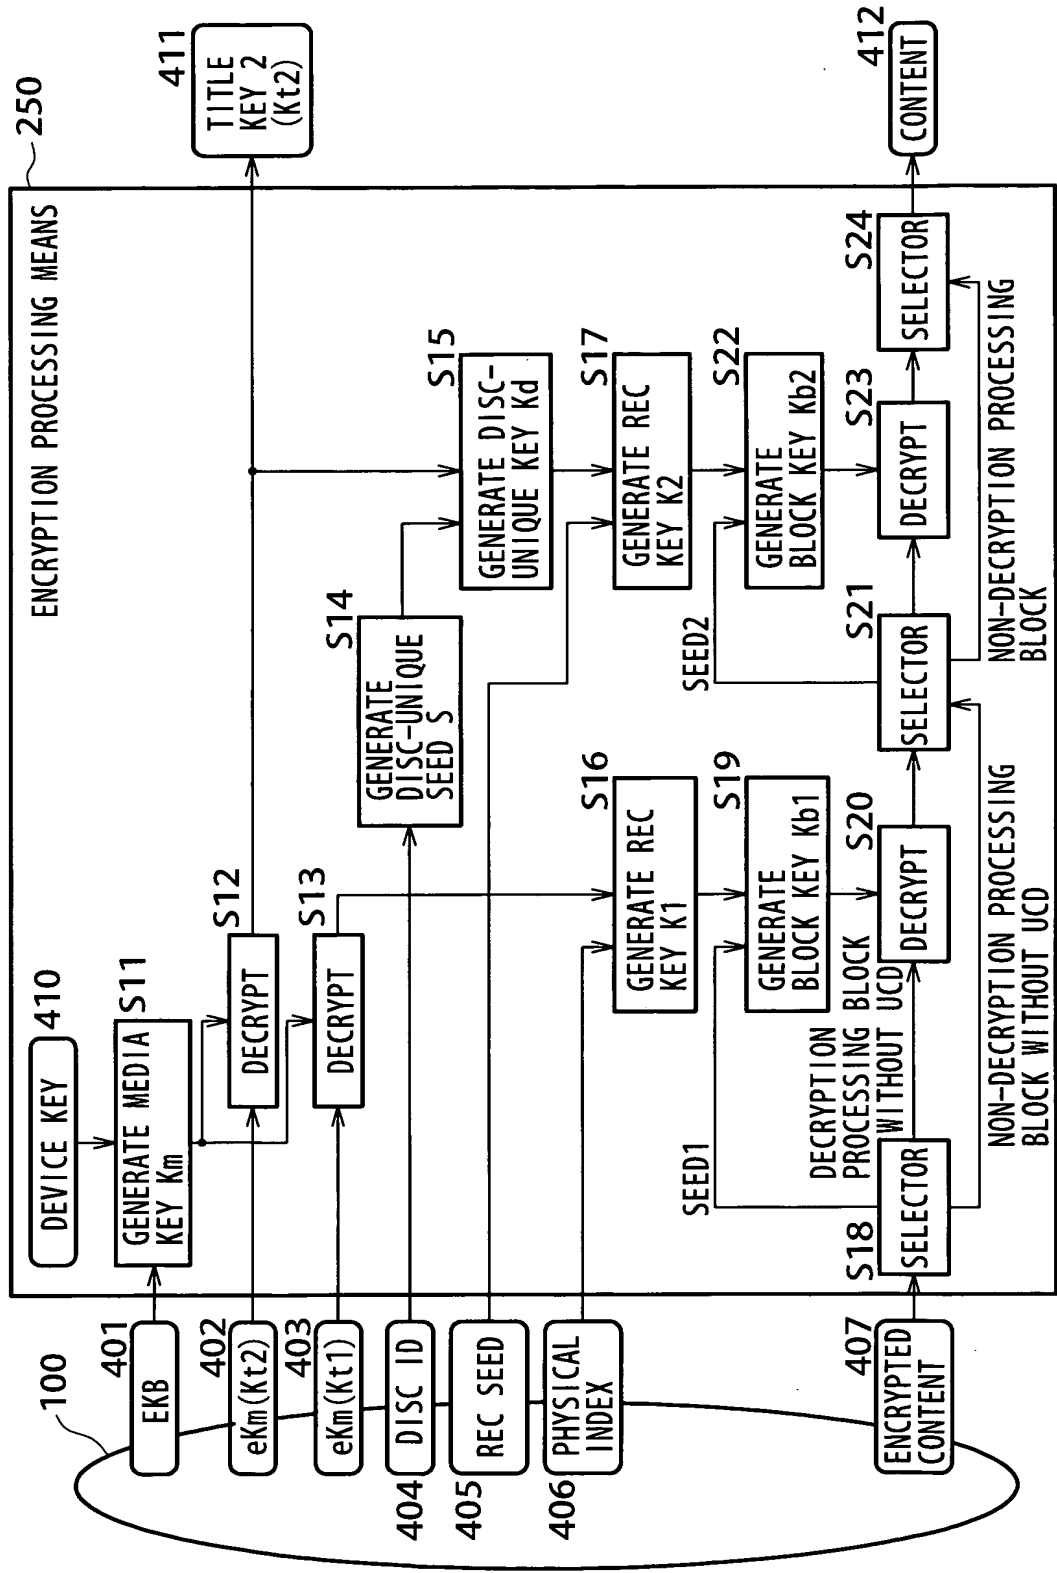 ENCRYPTION PROCESSING MEANS
250
100
401
EKB
402
eKm(Kt2)
403
eKm(Kt1)
404
DISC ID
405
REC SEED
406
PHYSICAL
INDEX
407
ENCRYPTED
CONTENT
410
DEVICE KEY
S11
GENERATE MEDIA
KEY Km
S12
DECRYPT
S13
DECRYPT
S14
GENERATE
DISC-UNIQUE
SEED S
S15
GENERATE DISC-
UNIQUE KEY Kd
S16
GENERATE REC
KEY K1
S17
GENERATE REC
KEY K2
SEED1
S18
SELECTOR
S19
GENERATE
BLOCK KEY Kb1
DECRYPTION
PROCESSING BLOCK
WITHOUT UCD
S20
DECRYPT
NON-DECRYPTION PROCESSING
BLOCK WITHOUT UCD
SEED2
S21
SELECTOR
S22
GENERATE
BLOCK KEY Kb2
S23
DECRYPT
NON-DECRYPTION PROCESSING
BLOCK
S24
SELECTOR
411
TITLE
KEY 2
(Kt2)
412
CONTENT